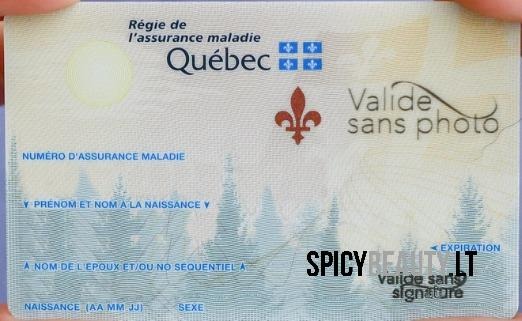 Régie de
l'assurance maladie
Québec
Valide
sans photo
NUMÉRO D'ASSURANCE MALADIE
PRÉNOM ET NOM À LA NAISSANCE
EXPIRATION
NOM DE L'ÉPOUX ET/OU NO SÉQUENTIEL
SPICYBEAUTY.LT
valide sans
signature
NAISSANCE (AA MM JJ) SEXE